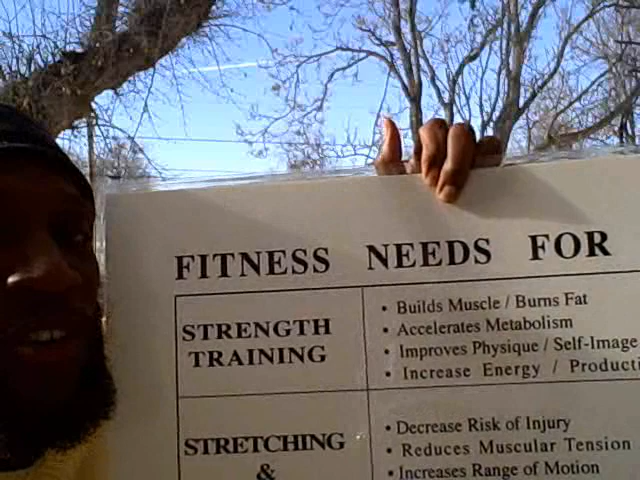 FITNESS NEEDS FOR
STRENGTH
TRAINING
• Builds Muscle / Burns Fat
• Accelerates Metabolism
• Improves Physique / Self-Image
• Increase Energy /
STRETCHING
&
• Decrease Risk of Injury
• Reduces Muscular Tension
• Increases Range of Motion